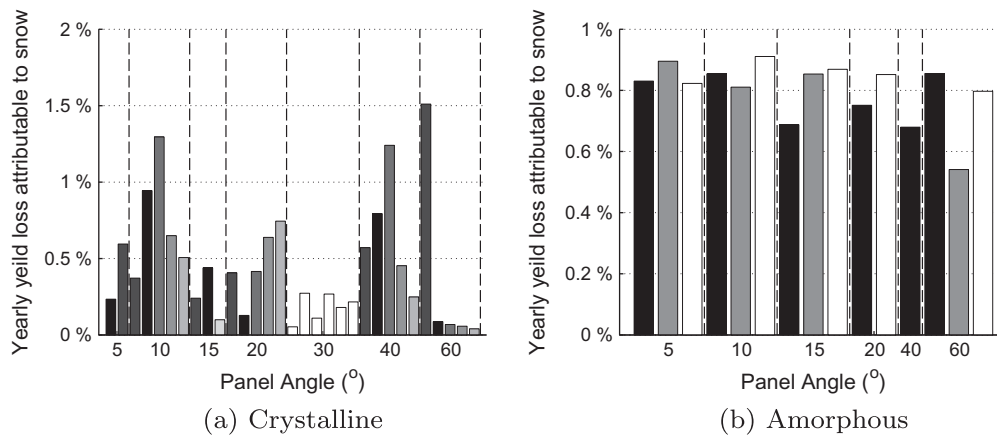 Yearly yeild loss attributable to snow
2 %
1.5 %
1 %
0.5 %
0 %
5 10 15 20 30 40 60
Panel Angle (o)
(a) Crystalline
Yearly yeild loss attributable to snow
1 %
0.8 %
0.6 %
0.4 %
0.2 %
0 %
5 10 15 20 40 60
Panel Angle (o)
(b) Amorphous